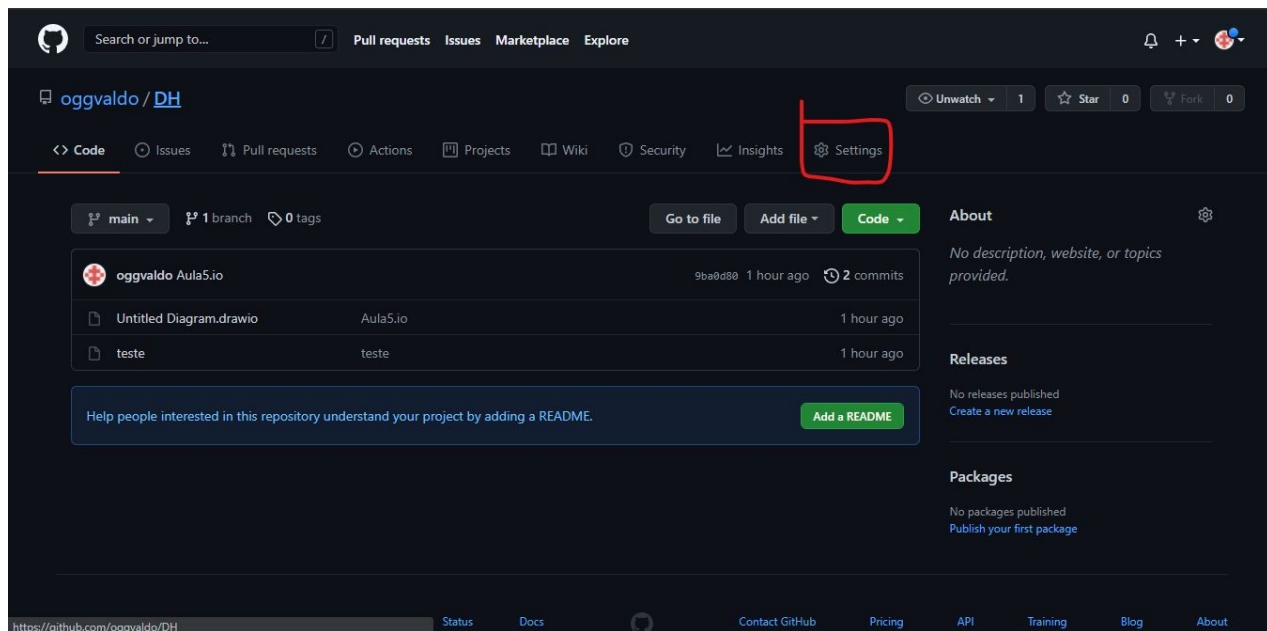 Search or jump to... / Pull requests Issues Marketplace Explore
oggvaldo / DH Unwatch 1 Star 0 Fork 0
<> Code Issues Pull requests Actions Projects Wiki Security Insights Settings
main 1 branch 0 tags Go to file Add file Code
oggvaldo Aula5.io 9ba0d80 1 hour ago 2 commits
Untitled Diagram.drawio Aula5.io 1 hour ago
teste teste 1 hour ago
Help people interested in this repository understand your project by adding a README. Add a README
About
No description, website, or topics
provided.
Releases
No releases published
Create a new release
Packages
No packages published
Publish your first package
Status Docs Contact GitHub Pricing API Training Blog About
https://github.com/oggvaldo/DH